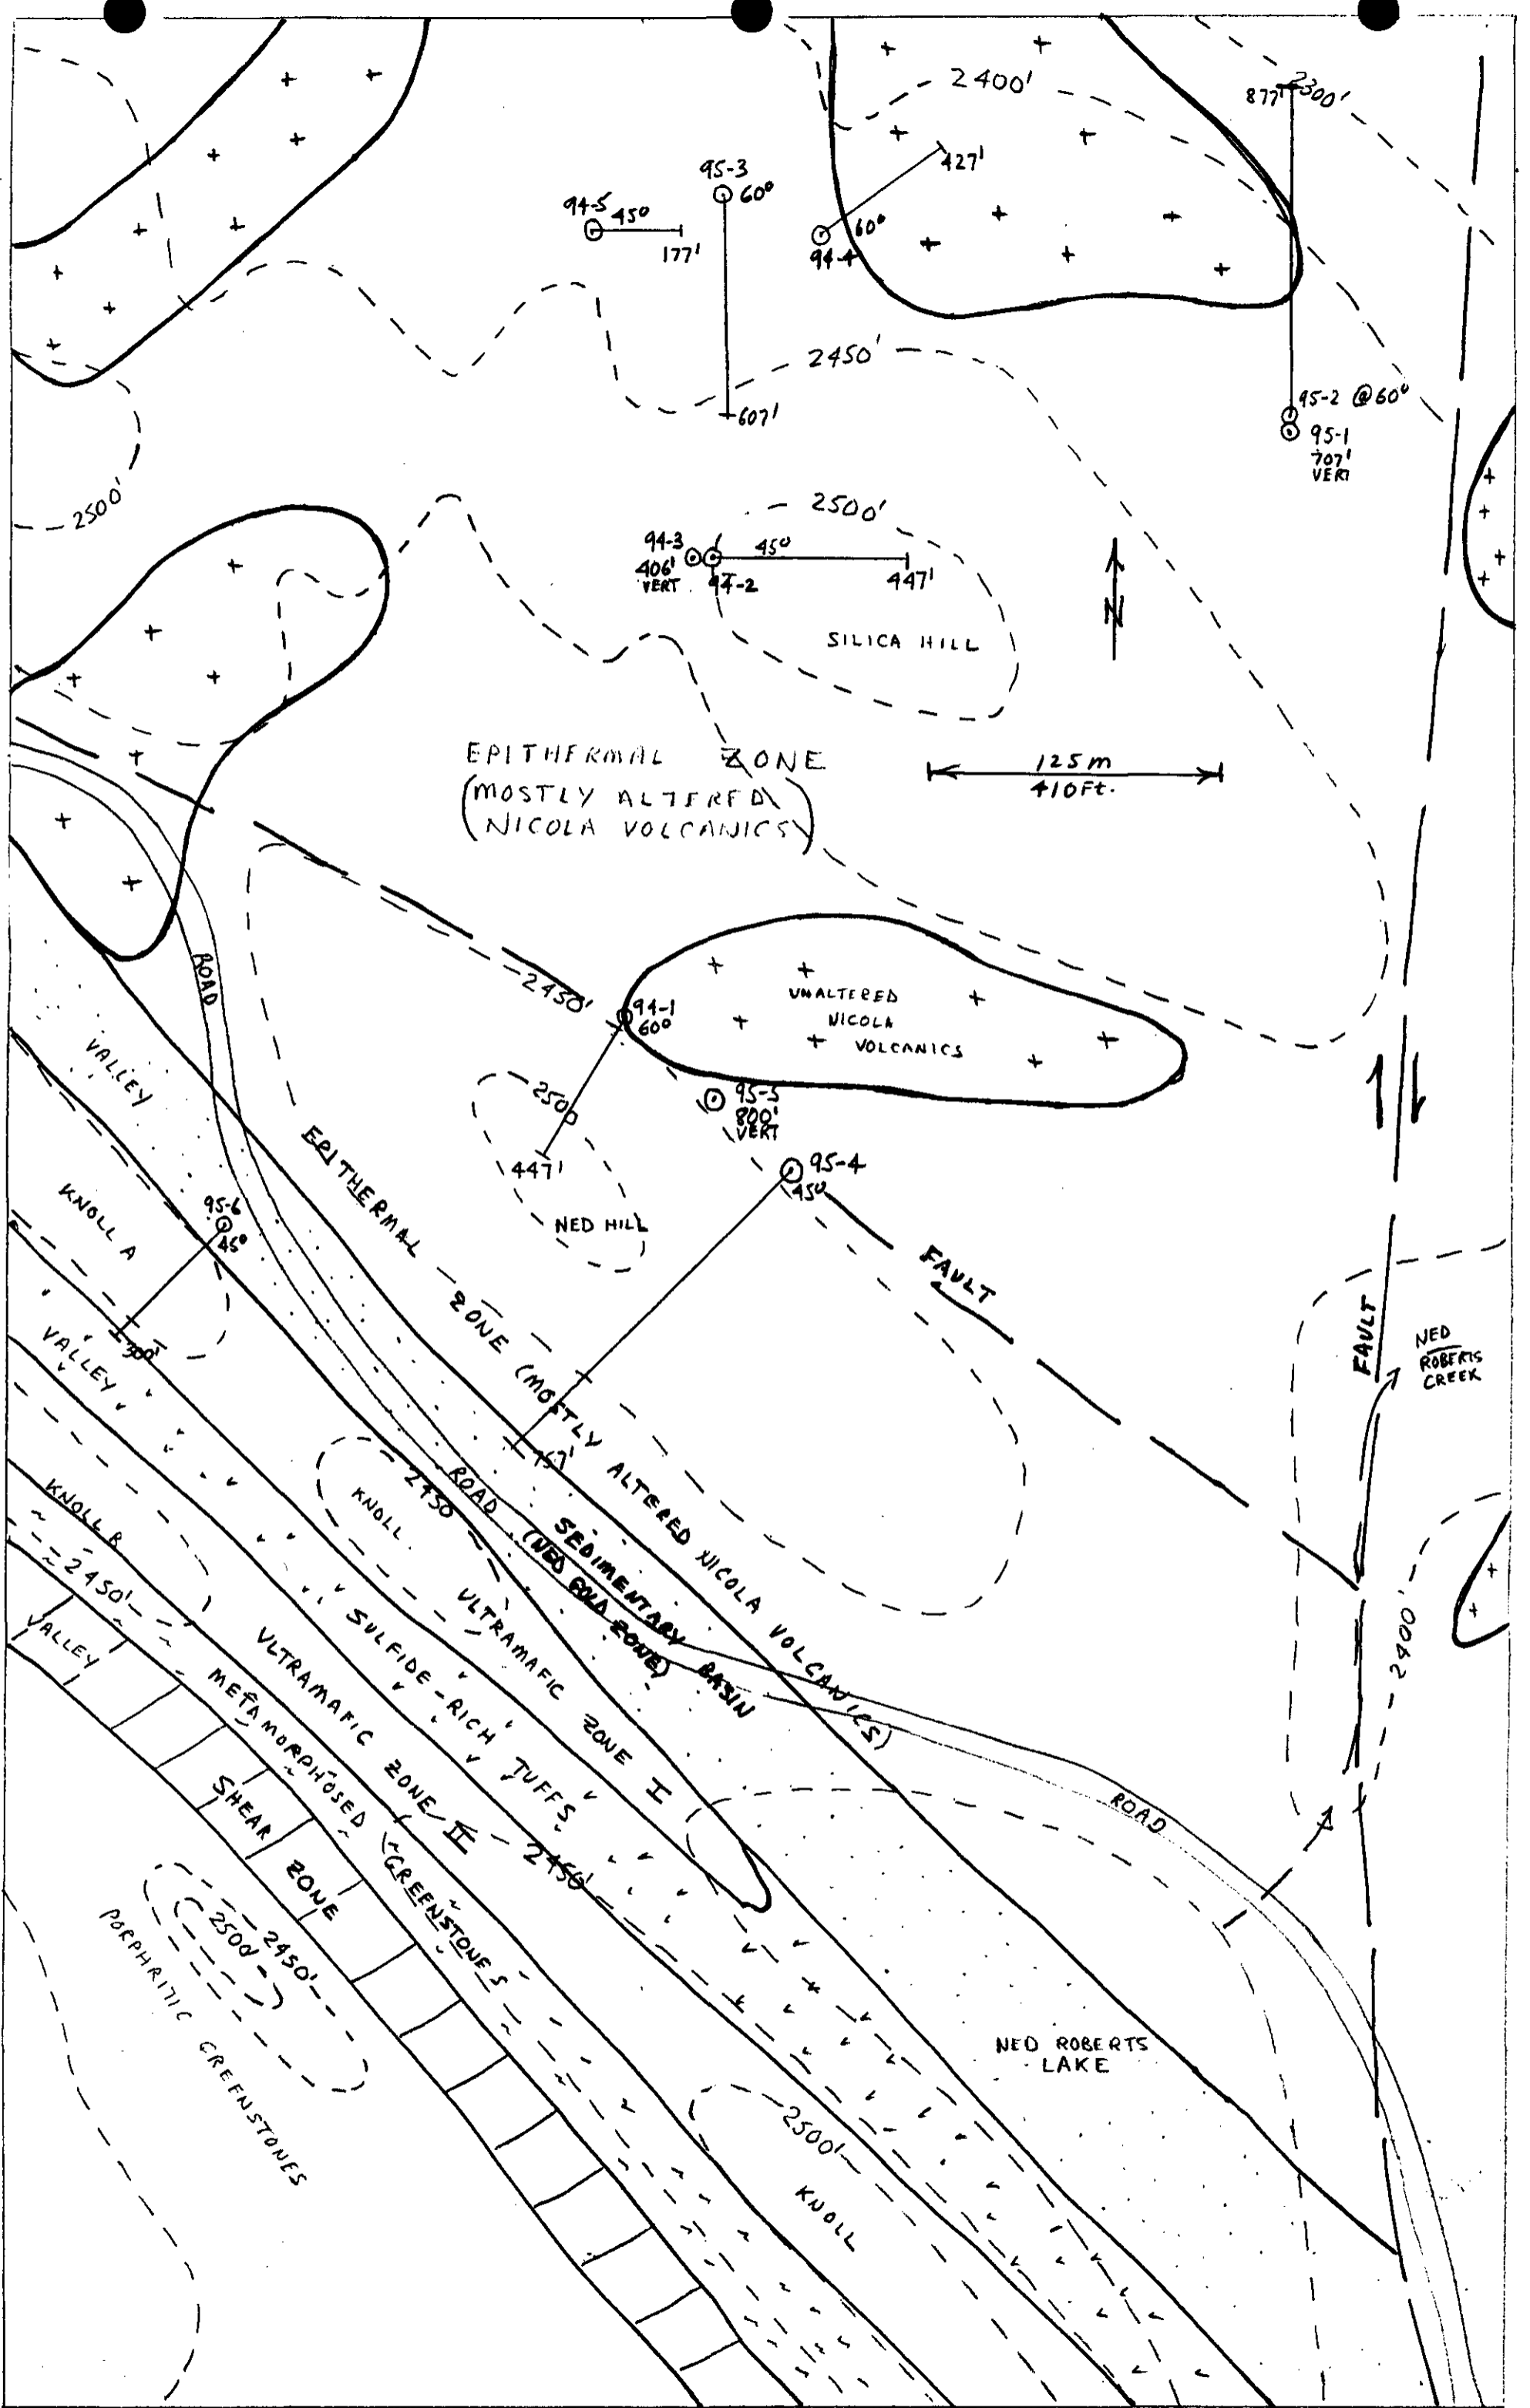 2400'
2300'
877'
427'
95-3
60°
94-5
45°
177'
60°
94-4
2450'
607'
95-2 @60°
95-1
707'
VERT
2500'
2500'
94-3
406'
VERT.
94-2
45°
447'
N
SILICA HILL
EPITHERMAL ZONE
(MOSTLY ALTERED
NICOLA VOLCANICS)
125m
410Ft.
ROAD
2450'
94-1
60°
UNALTERED
NICOLA
VOLCANICS
VALLEY
2500
95-5
800'
VERT
447'
95-4
45°
NED HILL
KNOLL A
95-6
45°
300'
FAULT
FAULT
NED
ROBERTS
CREEK
EPITHERMAL ZONE (MOSTLY ALTERED NICOLA VOLCANICS)
757'
VALLEY
KNOLL B
2450'
VALLEY
KNOLL
2450
ROAD
SEDIMENTARY BASIN
(NED GOLD ZONE)
ULTRAMAFIC ZONE I
SULFIDE-RICH TUFFS
ULTRAMAFIC ZONE II
2450'
METAMORPHOSED GREENSTONES
SHEAR ZONE
2400'
ROAD
2500'
2450'
PORPHRITIC GREENSTONES
NED ROBERTS
LAKE
2500'
KNOLL